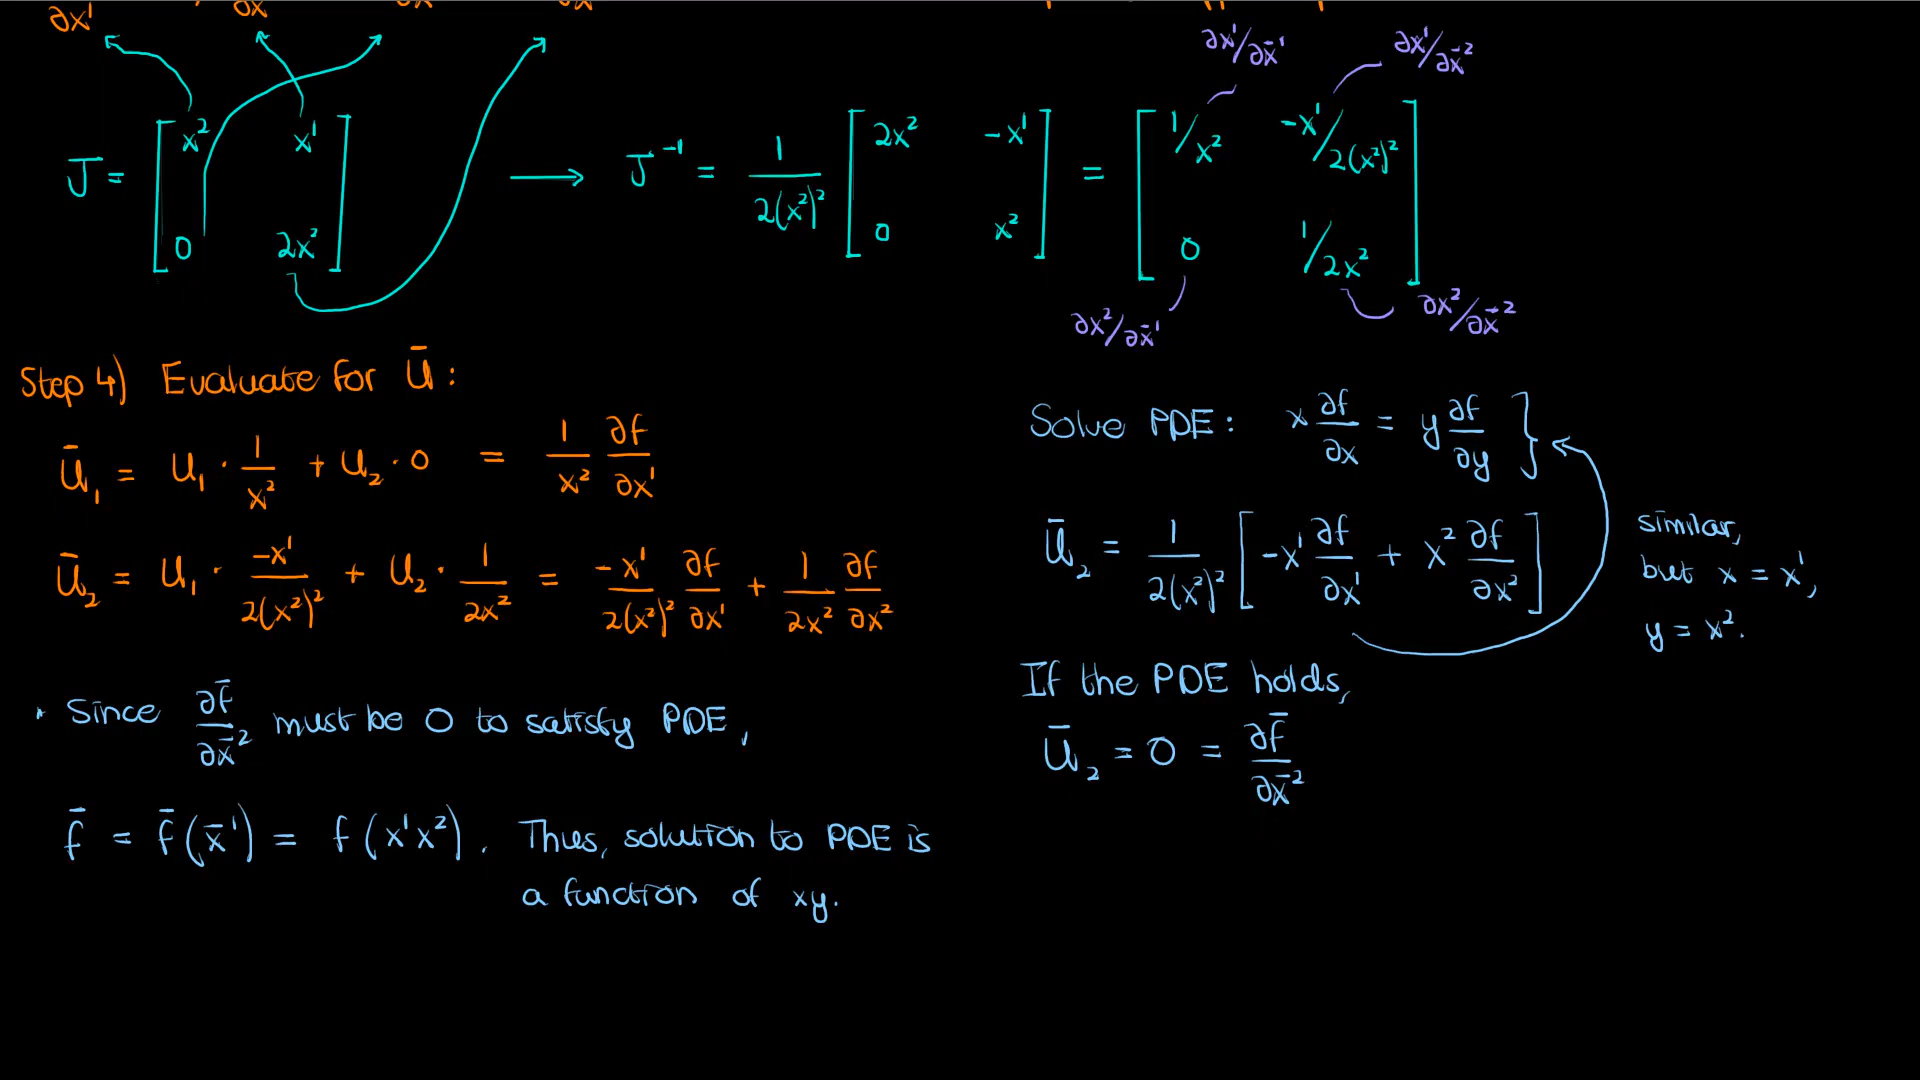 ∂x¹
∂x¹/∂x̄¹ ∂x¹/∂x̄²
J = [ x² x¹ ; 0 2x² ] ⟶ J⁻¹ = 1/2(x²)² [ 2x² -x¹ ; 0 x² ] = [ 1/x² -x¹/2(x²)² ; 0 1/2x² ]
∂x²/∂x̄¹ ∂x²/∂x̄²
Step 4) Evaluate for Ū :
Ū₁ = U₁ · 1/x² + U₂ · 0 = 1/x² ∂f/∂x¹
Ū₂ = U₁ · -x¹/2(x²)² + U₂ · 1/2x² = -x¹/2(x²)² ∂f/∂x¹ + 1/2x² ∂f/∂x²
• Since ∂f̄/∂x̄² must be 0 to satisfy PDE,
f̄ = f̄(x̄¹) = f(x¹x²). Thus, solution to PDE is
a function of xy.
Solve PDE: x ∂f/∂x = y ∂f/∂y }
Ū₂ = 1/2(x²)² [ -x¹ ∂f/∂x¹ + x² ∂f/∂x² ]
similar,
but x = x¹,
y = x².
If the PDE holds,
Ū₂ = 0 = ∂f̄/∂x̄²